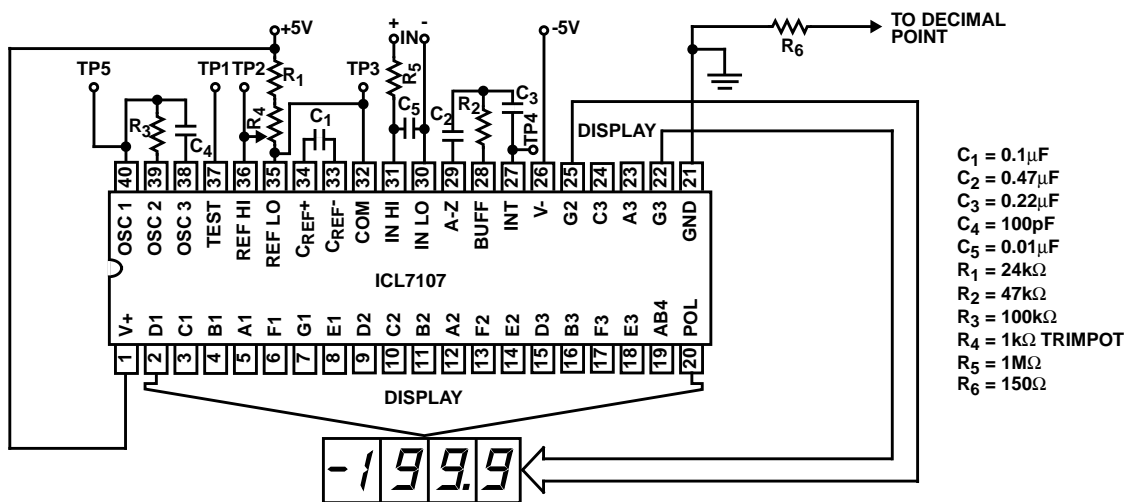 +5V
+
-
IN
-5V
TO DECIMAL
POINT
R6
TP5
TP1
TP2
TP3
R1
R5
R4
R3
C4
C1
C5
C2
R2
C3
TP4
DISPLAY
40 39 38 37 36 35 34 33 32 31 30 29 28 27 26 25 24 23 22 21
OSC 1 OSC 2 OSC 3 TEST REF HI REF LO CREF+ CREF- COM IN HI IN LO A-Z BUFF INT V- G2 C3 A3 G3 GND
ICL7107
V+ D1 C1 B1 A1 F1 G1 E1 D2 C2 B2 A2 F2 E2 D3 B3 F3 E3 AB4 POL
1 2 3 4 5 6 7 8 9 10 11 12 13 14 15 16 17 18 19 20
DISPLAY
-199.9
C1 = 0.1μF
C2 = 0.47μF
C3 = 0.22μF
C4 = 100pF
C5 = 0.01μF
R1 = 24kΩ
R2 = 47kΩ
R3 = 100kΩ
R4 = 1kΩ TRIMPOT
R5 = 1MΩ
R6 = 150Ω